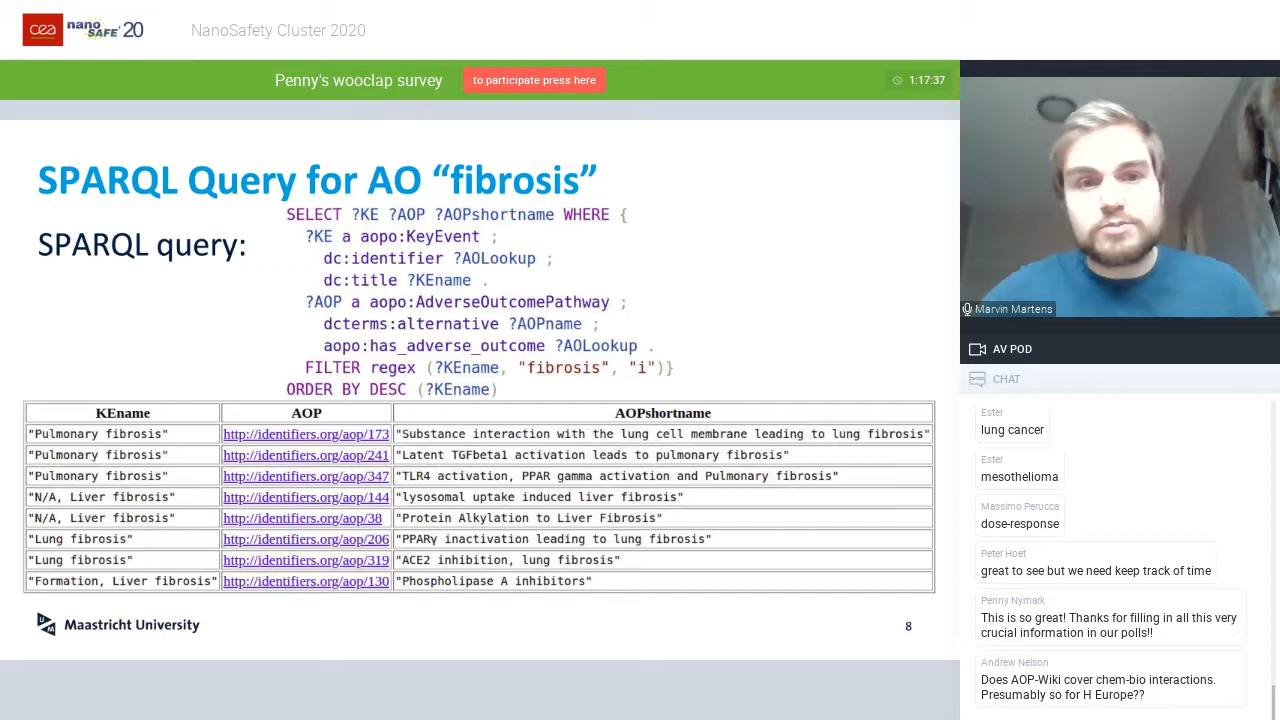 cea nano SAFE' 20
NanoSafety Cluster 2020
Penny's wooclap survey
to participate press here
1:17:37
SPARQL Query for AO “fibrosis”
SPARQL query:
SELECT ?KE ?AOP ?AOPshortname WHERE {
?KE a aopo:KeyEvent ;
dc:identifier ?AOLookup ;
dc:title ?KEname .
?AOP a aopo:AdverseOutcomePathway ;
dcterms:alternative ?AOPname ;
aopo:has_adverse_outcome ?AOLookup .
FILTER regex (?KEname, "fibrosis", "i")}
ORDER BY DESC (?KEname)
KEname AOP AOPshortname
"Pulmonary fibrosis" http://identifiers.org/aop/173 "Substance interaction with the lung cell membrane leading to lung fibrosis"
"Pulmonary fibrosis" http://identifiers.org/aop/241 "Latent TGFbeta1 activation leads to pulmonary fibrosis"
"Pulmonary fibrosis" http://identifiers.org/aop/347 "TLR4 activation, PPAR gamma activation and Pulmonary fibrosis"
"N/A, Liver fibrosis" http://identifiers.org/aop/144 "lysosomal uptake induced liver fibrosis"
"N/A, Liver fibrosis" http://identifiers.org/aop/38 "Protein Alkylation to Liver Fibrosis"
"Lung fibrosis" http://identifiers.org/aop/206 "PPARγ inactivation leading to lung fibrosis"
"Lung fibrosis" http://identifiers.org/aop/319 "ACE2 inhibition, lung fibrosis"
"Formation, Liver fibrosis" http://identifiers.org/aop/130 "Phospholipase A inhibitors"
UM Maastricht University
8
Marvin Martens
AV POD
CHAT
Ester
lung cancer
Ester
mesothelioma
Massimo Perucca
dose-response
Peter Hoet
great to see but we need keep track of time
Penny Nymark
This is so great! Thanks for filling in all this very
crucial information in our polls!!
Andrew Nelson
Does AOP-Wiki cover chem-bio interactions.
Presumably so for H Europe??